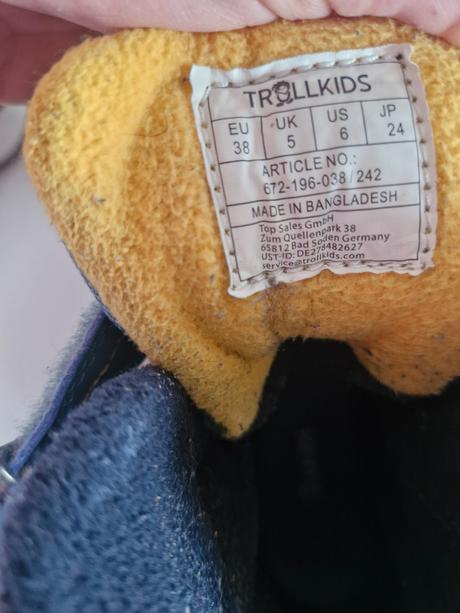 TROLLKIDS
EU UK US JP
38 5 6 24
ARTICLE NO.:
672-196-038/242
MADE IN BANGLADESH
Top Sales GmbH
Zum Quellenpark 38
65812 Bad Soden Germany
UST-ID: DE278482627
service@trollkids.com